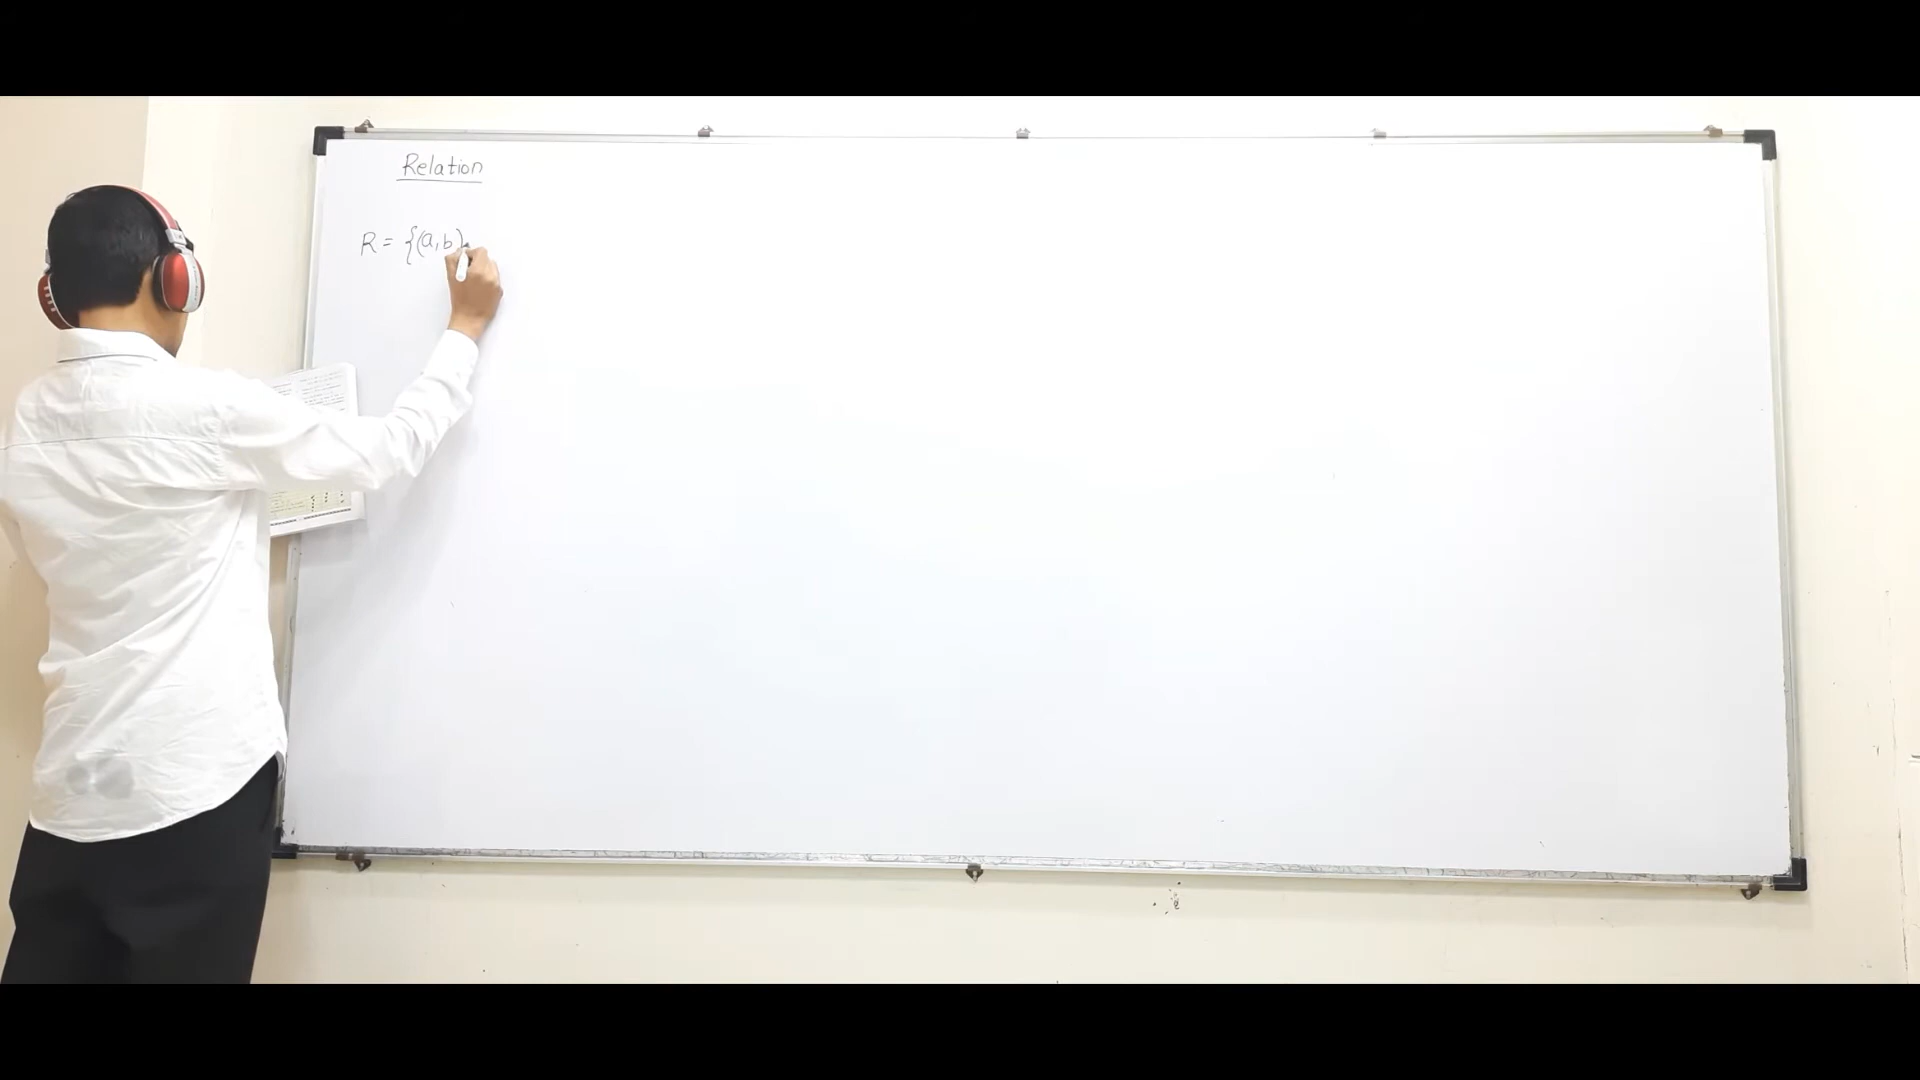 Relation
R = {(a,b)